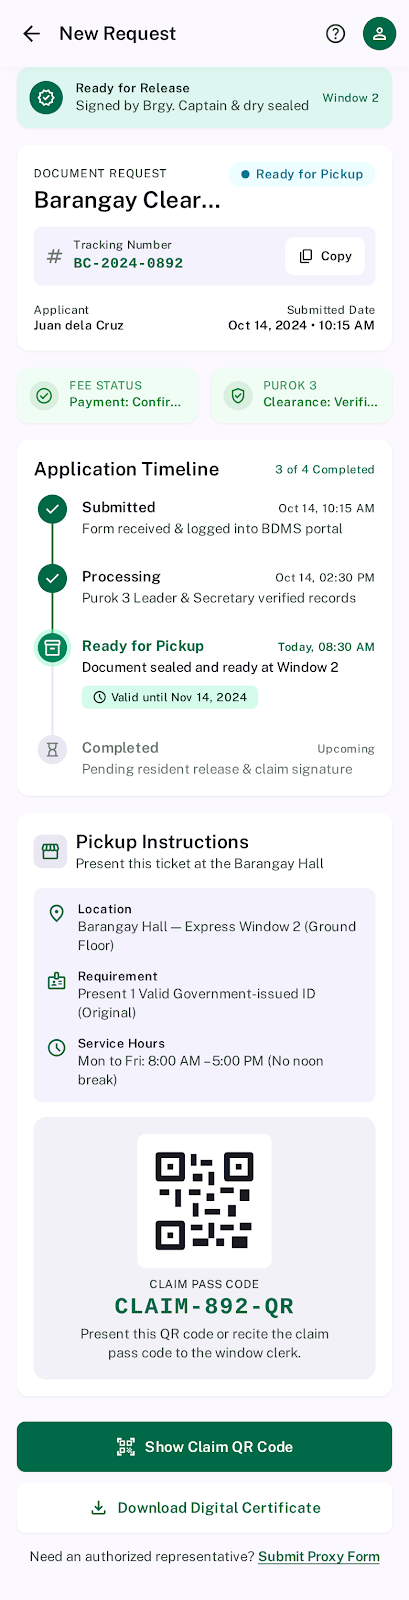 New Request
Ready for Release
Signed by Brgy. Captain & dry sealed
Window 2
DOCUMENT REQUEST
Ready for Pickup
Barangay Clear...
Tracking Number
BC-2024-0892
Copy
Applicant
Submitted Date
Juan dela Cruz
Oct 14, 2024 • 10:15 AM
FEE STATUS
Payment: Confir...
PUROK 3
Clearance: Verifi...
Application Timeline
3 of 4 Completed
Submitted
Oct 14, 10:15 AM
Form received & logged into BDMS portal
Processing
Oct 14, 02:30 PM
Purok 3 Leader & Secretary verified records
Ready for Pickup
Today, 08:30 AM
Document sealed and ready at Window 2
Valid until Nov 14, 2024
Completed
Upcoming
Pending resident release & claim signature
Pickup Instructions
Present this ticket at the Barangay Hall
Location
Barangay Hall — Express Window 2 (Ground
Floor)
Requirement
Present 1 Valid Government-issued ID
(Original)
Service Hours
Mon to Fri: 8:00 AM – 5:00 PM (No noon
break)
CLAIM PASS CODE
CLAIM-892-QR
Present this QR code or recite the claim
pass code to the window clerk.
Show Claim QR Code
Download Digital Certificate
Need an authorized representative? Submit Proxy Form